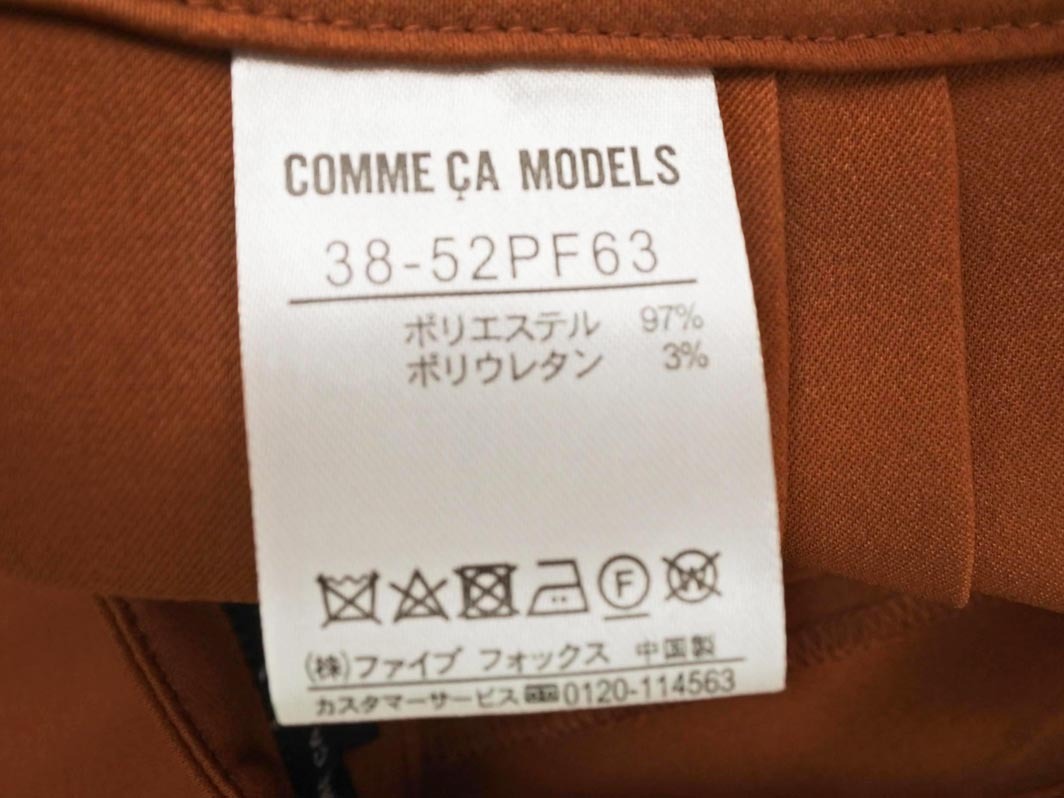 COMME ÇA MODELS
38-52PF63
ポリエステル 97%
ポリウレタン 3%
F W
(株)ファイブ フォックス 中国製
カスタマーサービス 0120-114563